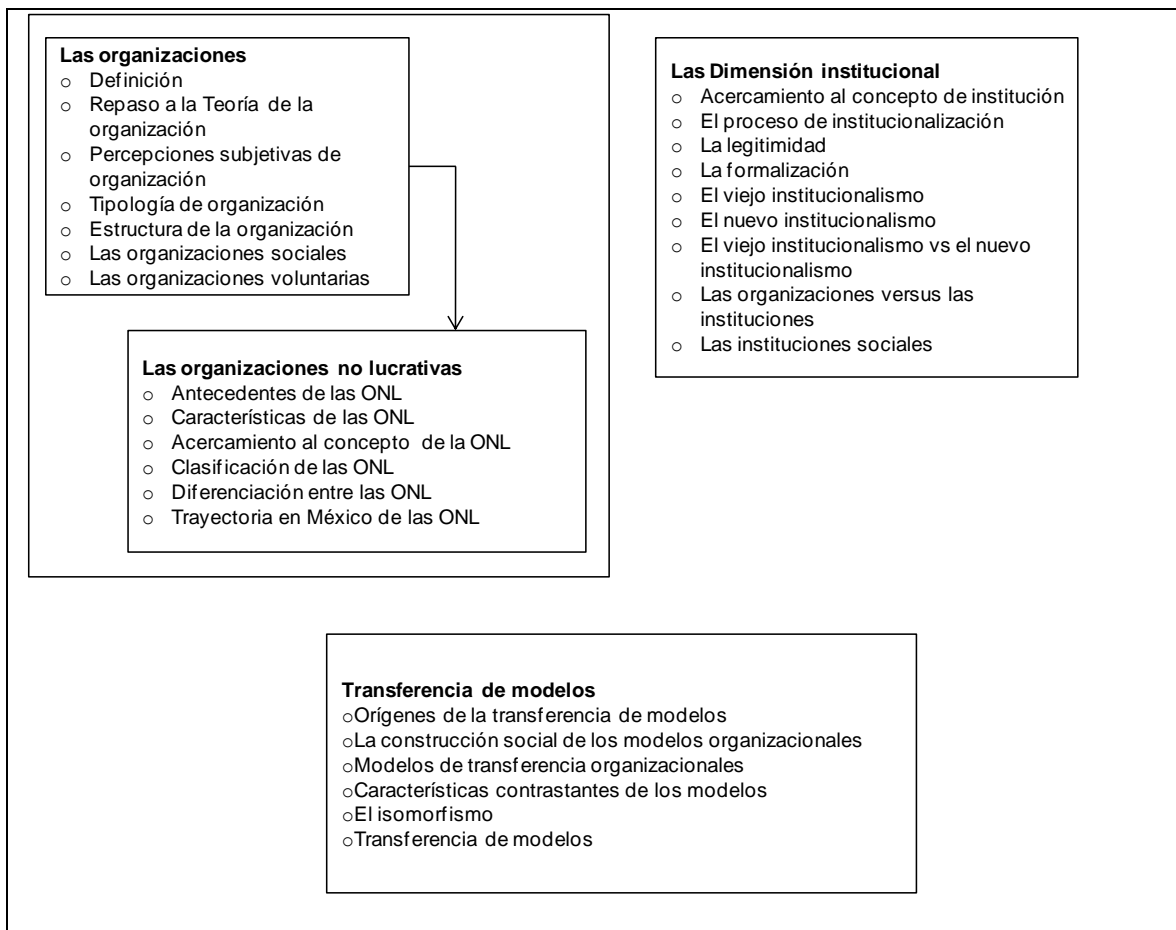 Las organizaciones
o Definición
o Repaso a la Teoría de la
organización
o Percepciones subjetivas de
organización
o Tipología de organización
o Estructura de la organización
o Las organizaciones sociales
o Las organizaciones voluntarias
Las organizaciones no lucrativas
o Antecedentes de las ONL
o Características de las ONL
o Acercamiento al concepto de la ONL
o Clasificación de las ONL
o Diferenciación entre las ONL
o Trayectoria en México de las ONL
Las Dimensión institucional
o Acercamiento al concepto de institución
o El proceso de institucionalización
o La legitimidad
o La formalización
o El viejo institucionalismo
o El nuevo institucionalismo
o El viejo institucionalismo vs el nuevo
institucionalismo
o Las organizaciones versus las
instituciones
o Las instituciones sociales
Transferencia de modelos
oOrígenes de la transferencia de modelos
oLa construcción social de los modelos organizacionales
oModelos de transferencia organizacionales
oCaracterísticas contrastantes de los modelos
oEl isomorfismo
oTransferencia de modelos